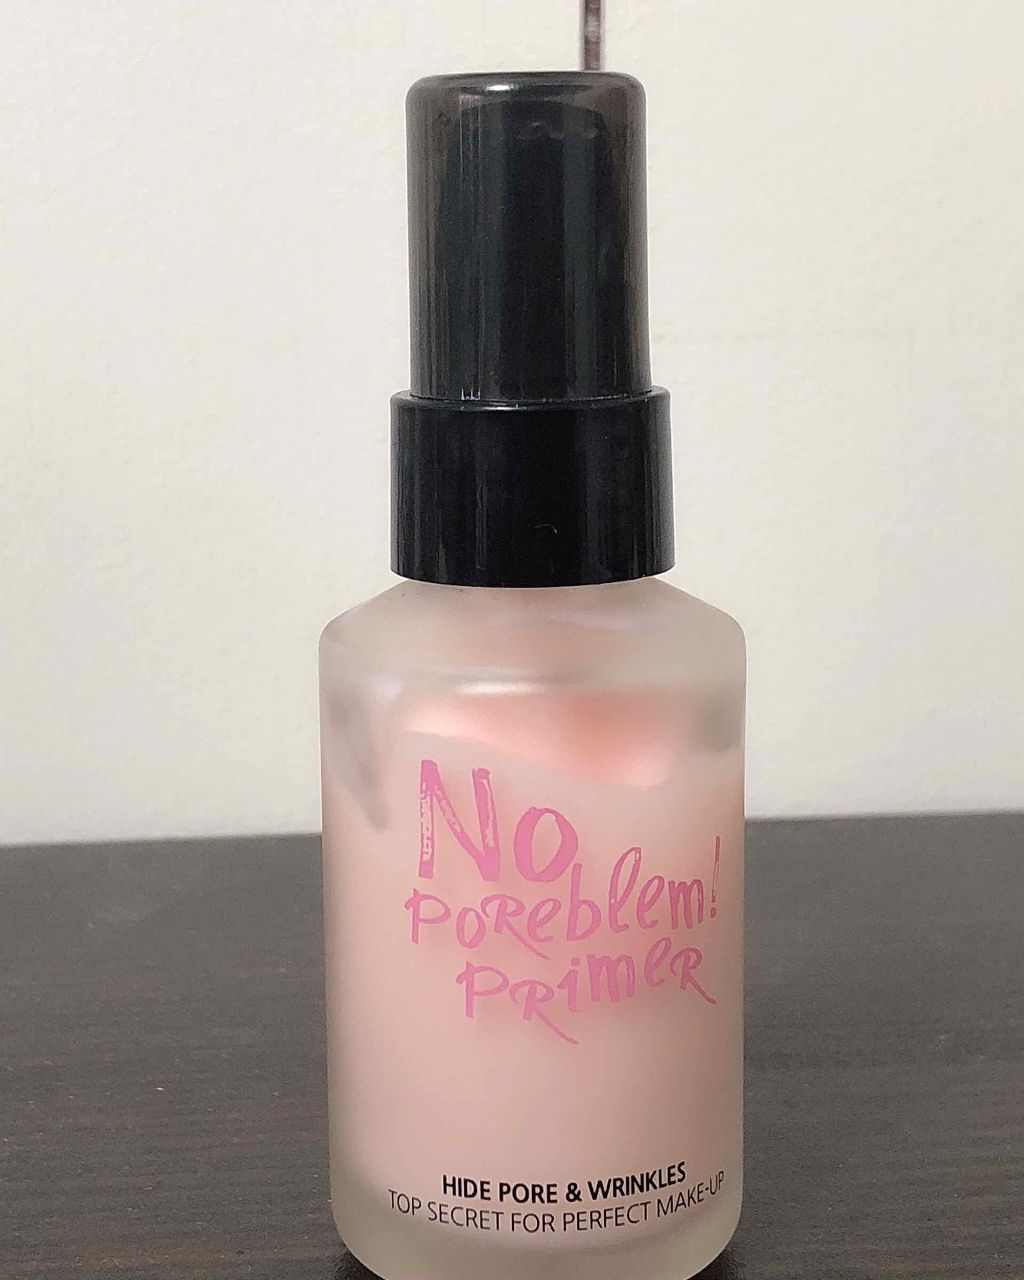 No
Poreblem!
Primer
HIDE PORE & WRINKLES
TOP SECRET FOR PERFECT MAKE-UP